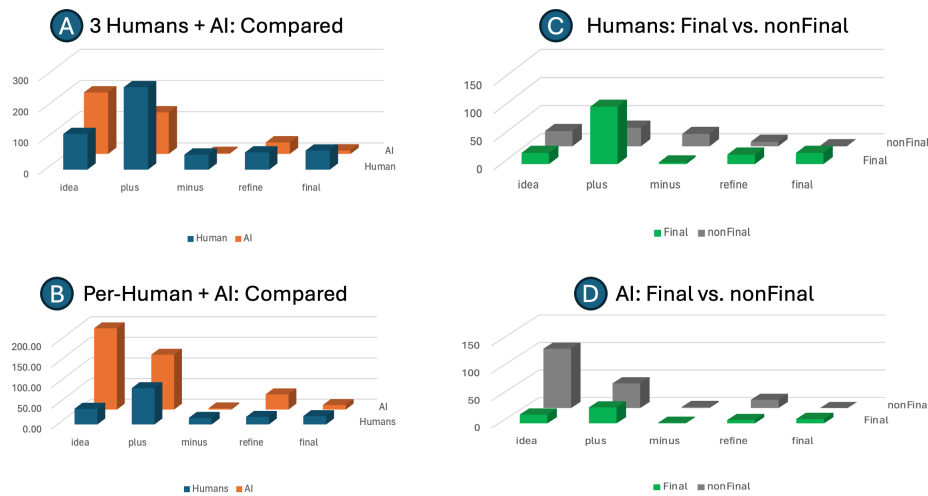 A 3 Humans + AI: Compared
300
200
100
0
idea plus minus refine final
AI
Human
Human AI
C Humans: Final vs. nonFinal
150
100
50
0
idea plus minus refine final
nonFinal
Final
Final nonFinal
B Per-Human + AI: Compared
200.00
150.00
100.00
50.00
0.00
idea plus minus refine final
AI
Humans
Humans AI
D AI: Final vs. nonFinal
150
100
50
0
idea plus minus refine final
nonFinal
Final
Final nonFinal